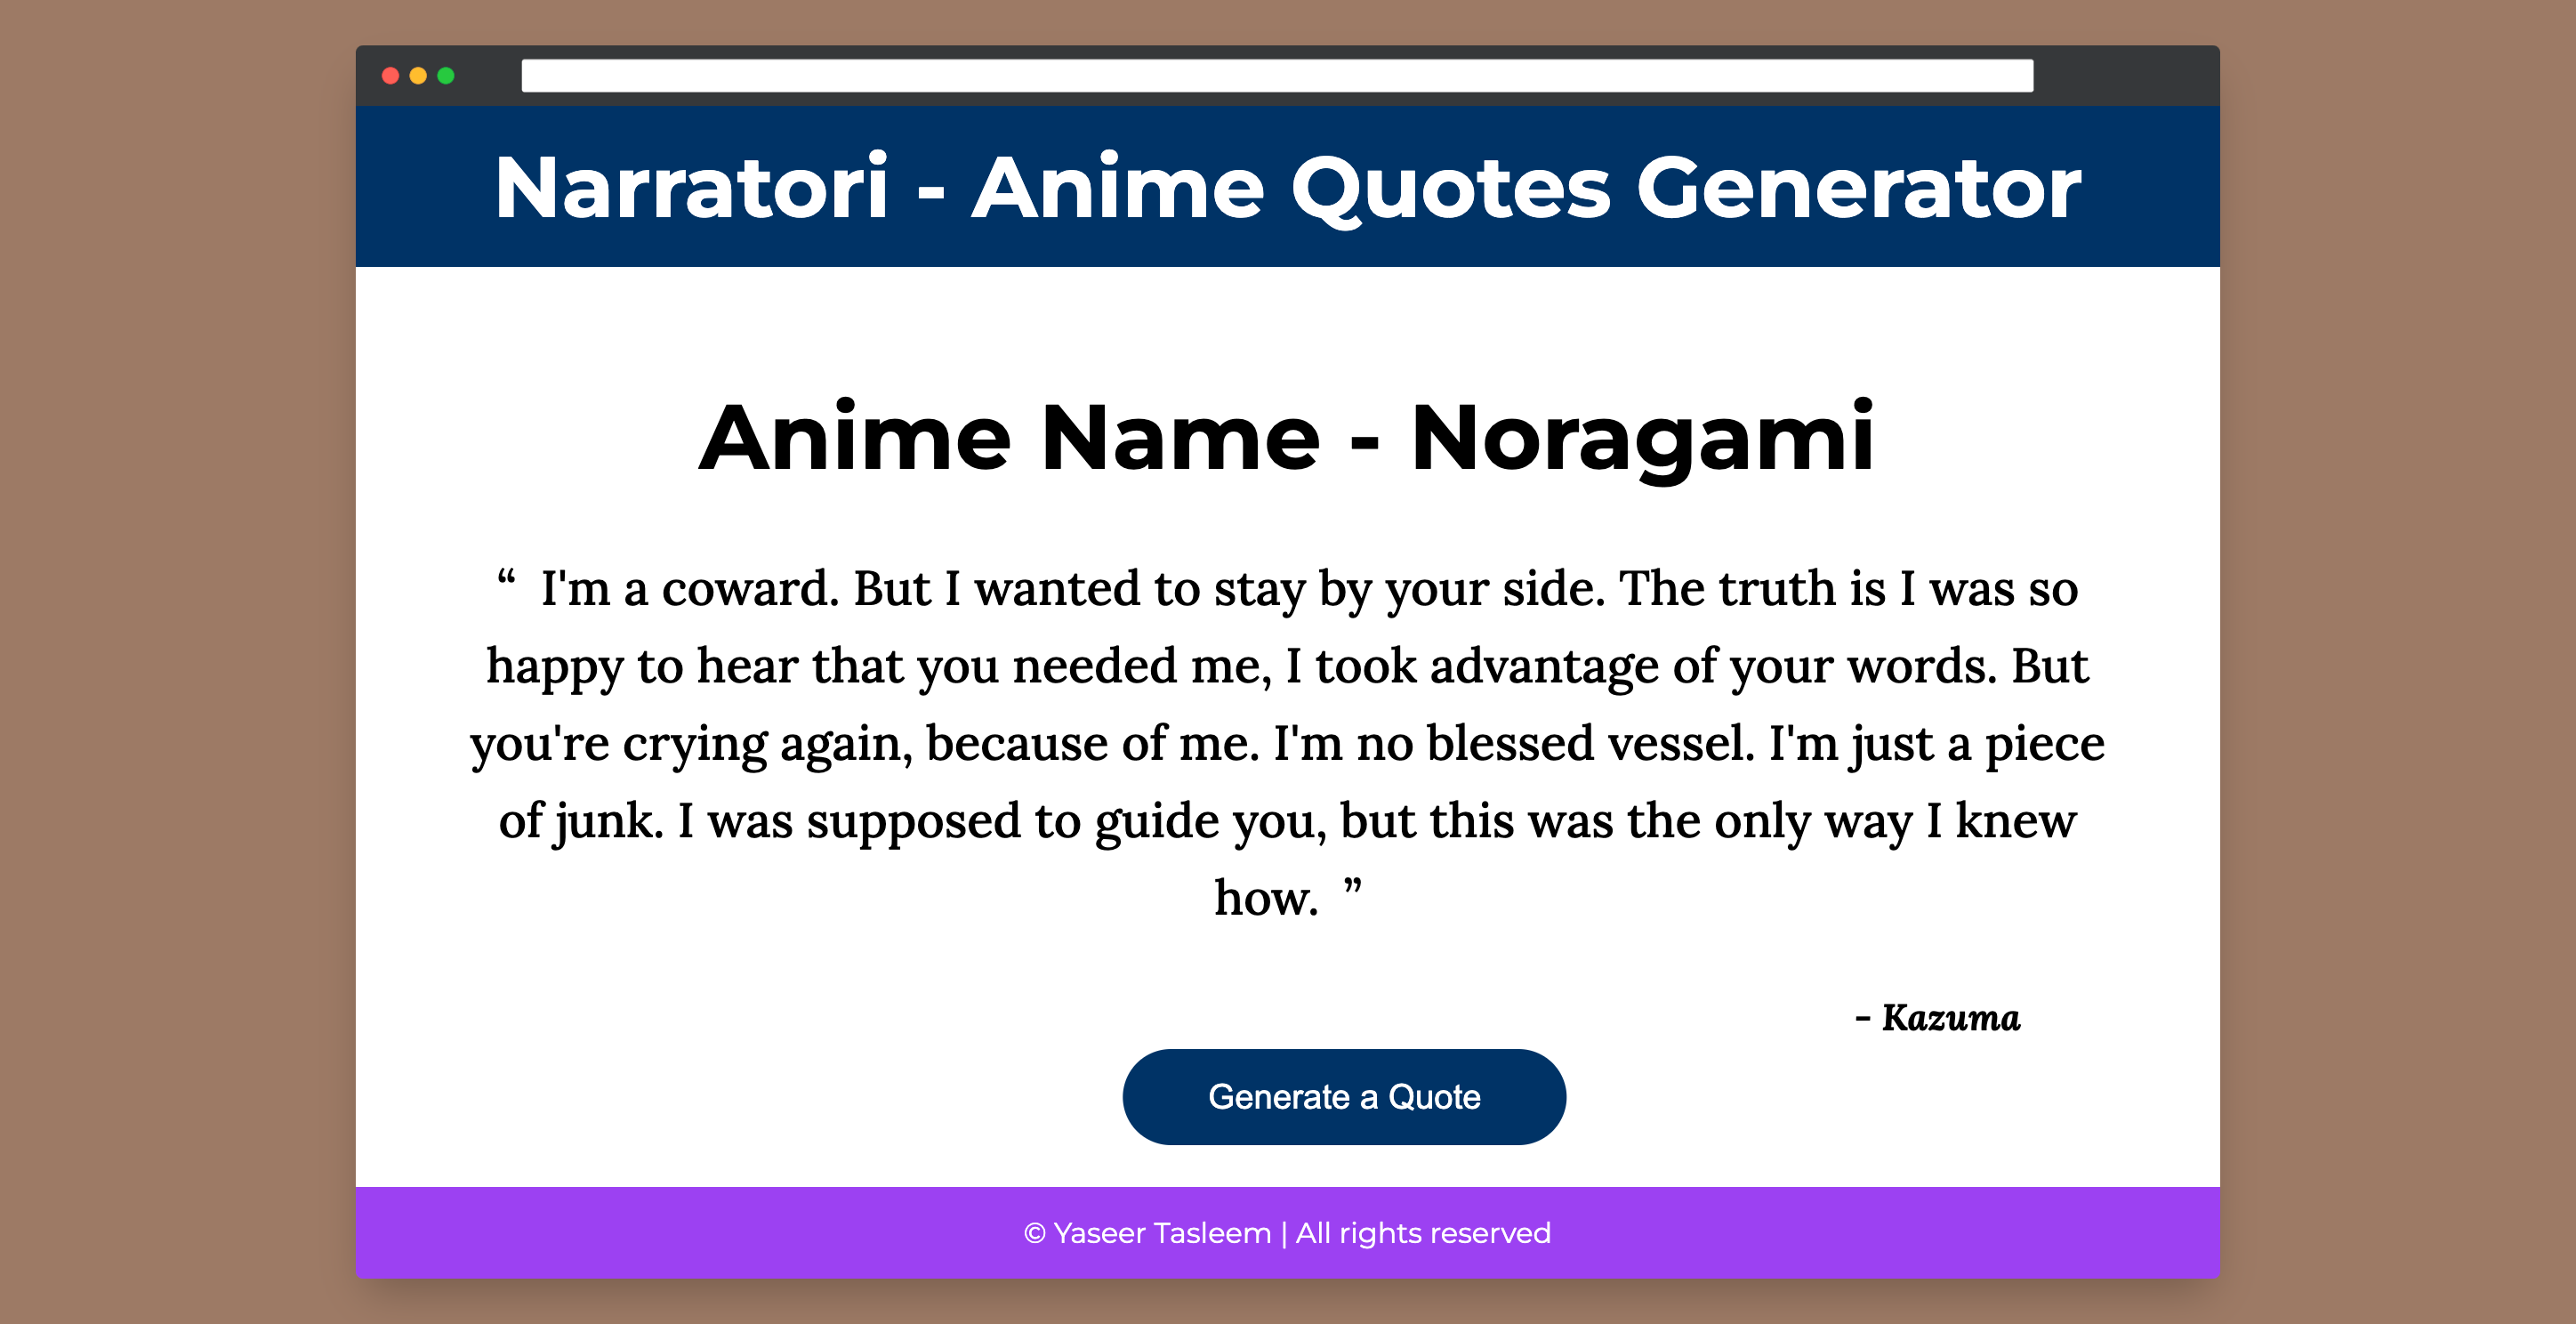 Narratori - Anime Quotes Generator
Anime Name - Noragami
“ I'm a coward. But I wanted to stay by your side. The truth is I was so
happy to hear that you needed me, I took advantage of your words. But
you're crying again, because of me. I'm no blessed vessel. I'm just a piece
of junk. I was supposed to guide you, but this was the only way I knew
how. ”
- Kazuma
Generate a Quote
© Yaseer Tasleem | All rights reserved